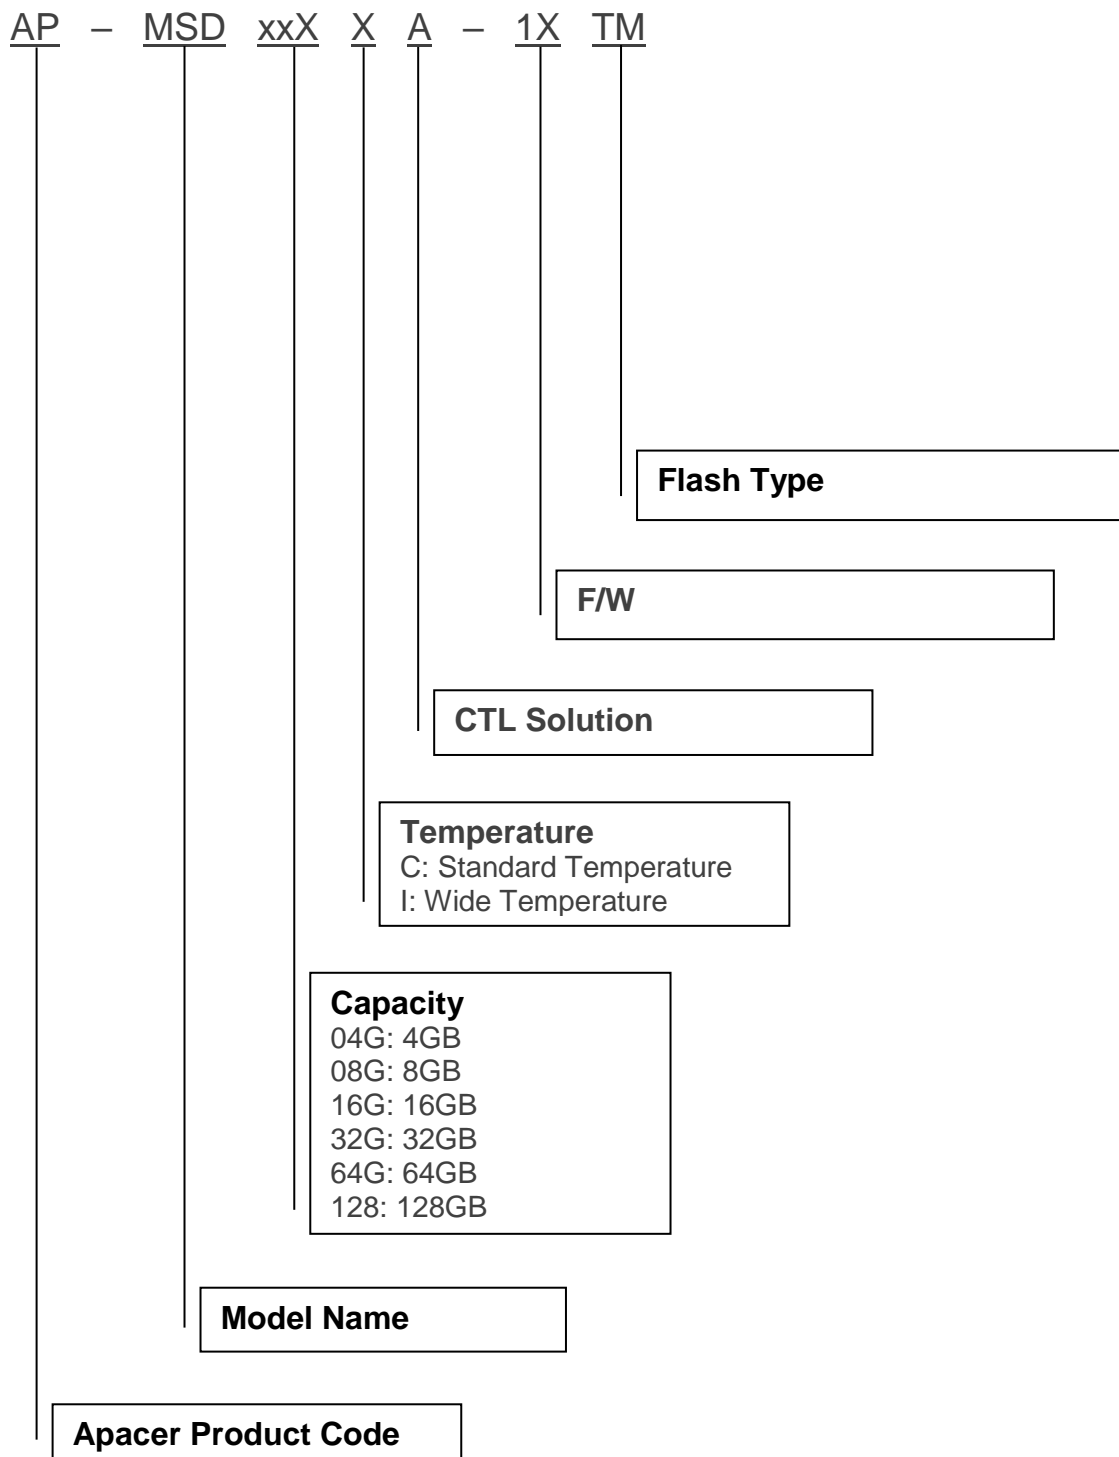 AP – MSD xxX X A – 1X TM
Flash Type
F/W
CTL Solution
Temperature
C: Standard Temperature
I: Wide Temperature
Capacity
04G: 4GB
08G: 8GB
16G: 16GB
32G: 32GB
64G: 64GB
128: 128GB
Model Name
Apacer Product Code